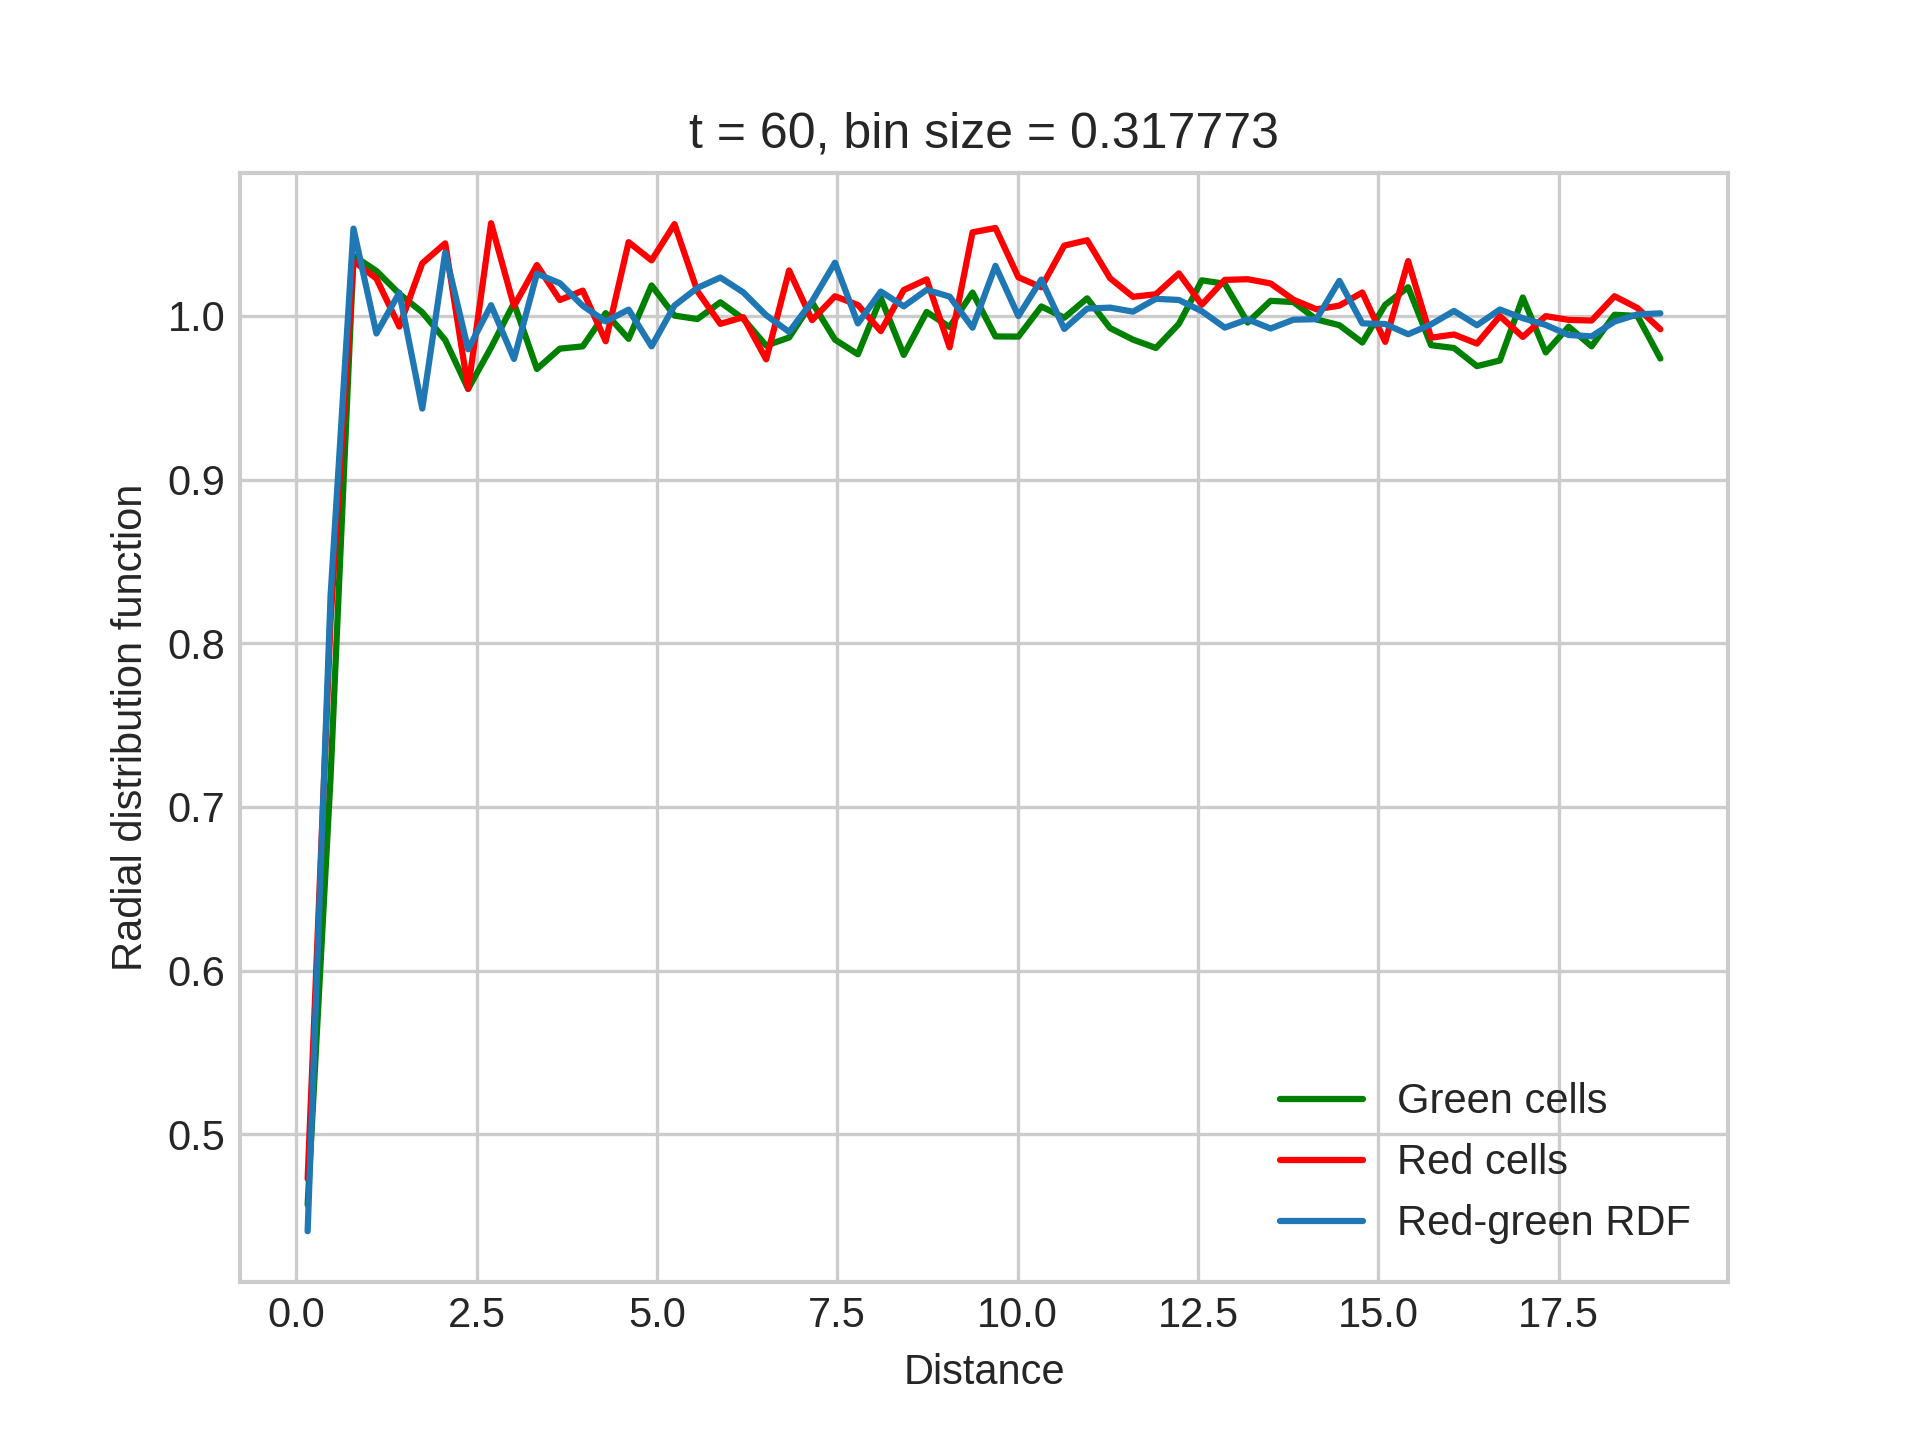 t = 60, bin size = 0.317773
Radial distribution function
1.0
0.9
0.8
0.7
0.6
0.5
Green cells
Red cells
Red-green RDF
0.0 2.5 5.0 7.5 10.0 12.5 15.0 17.5
Distance